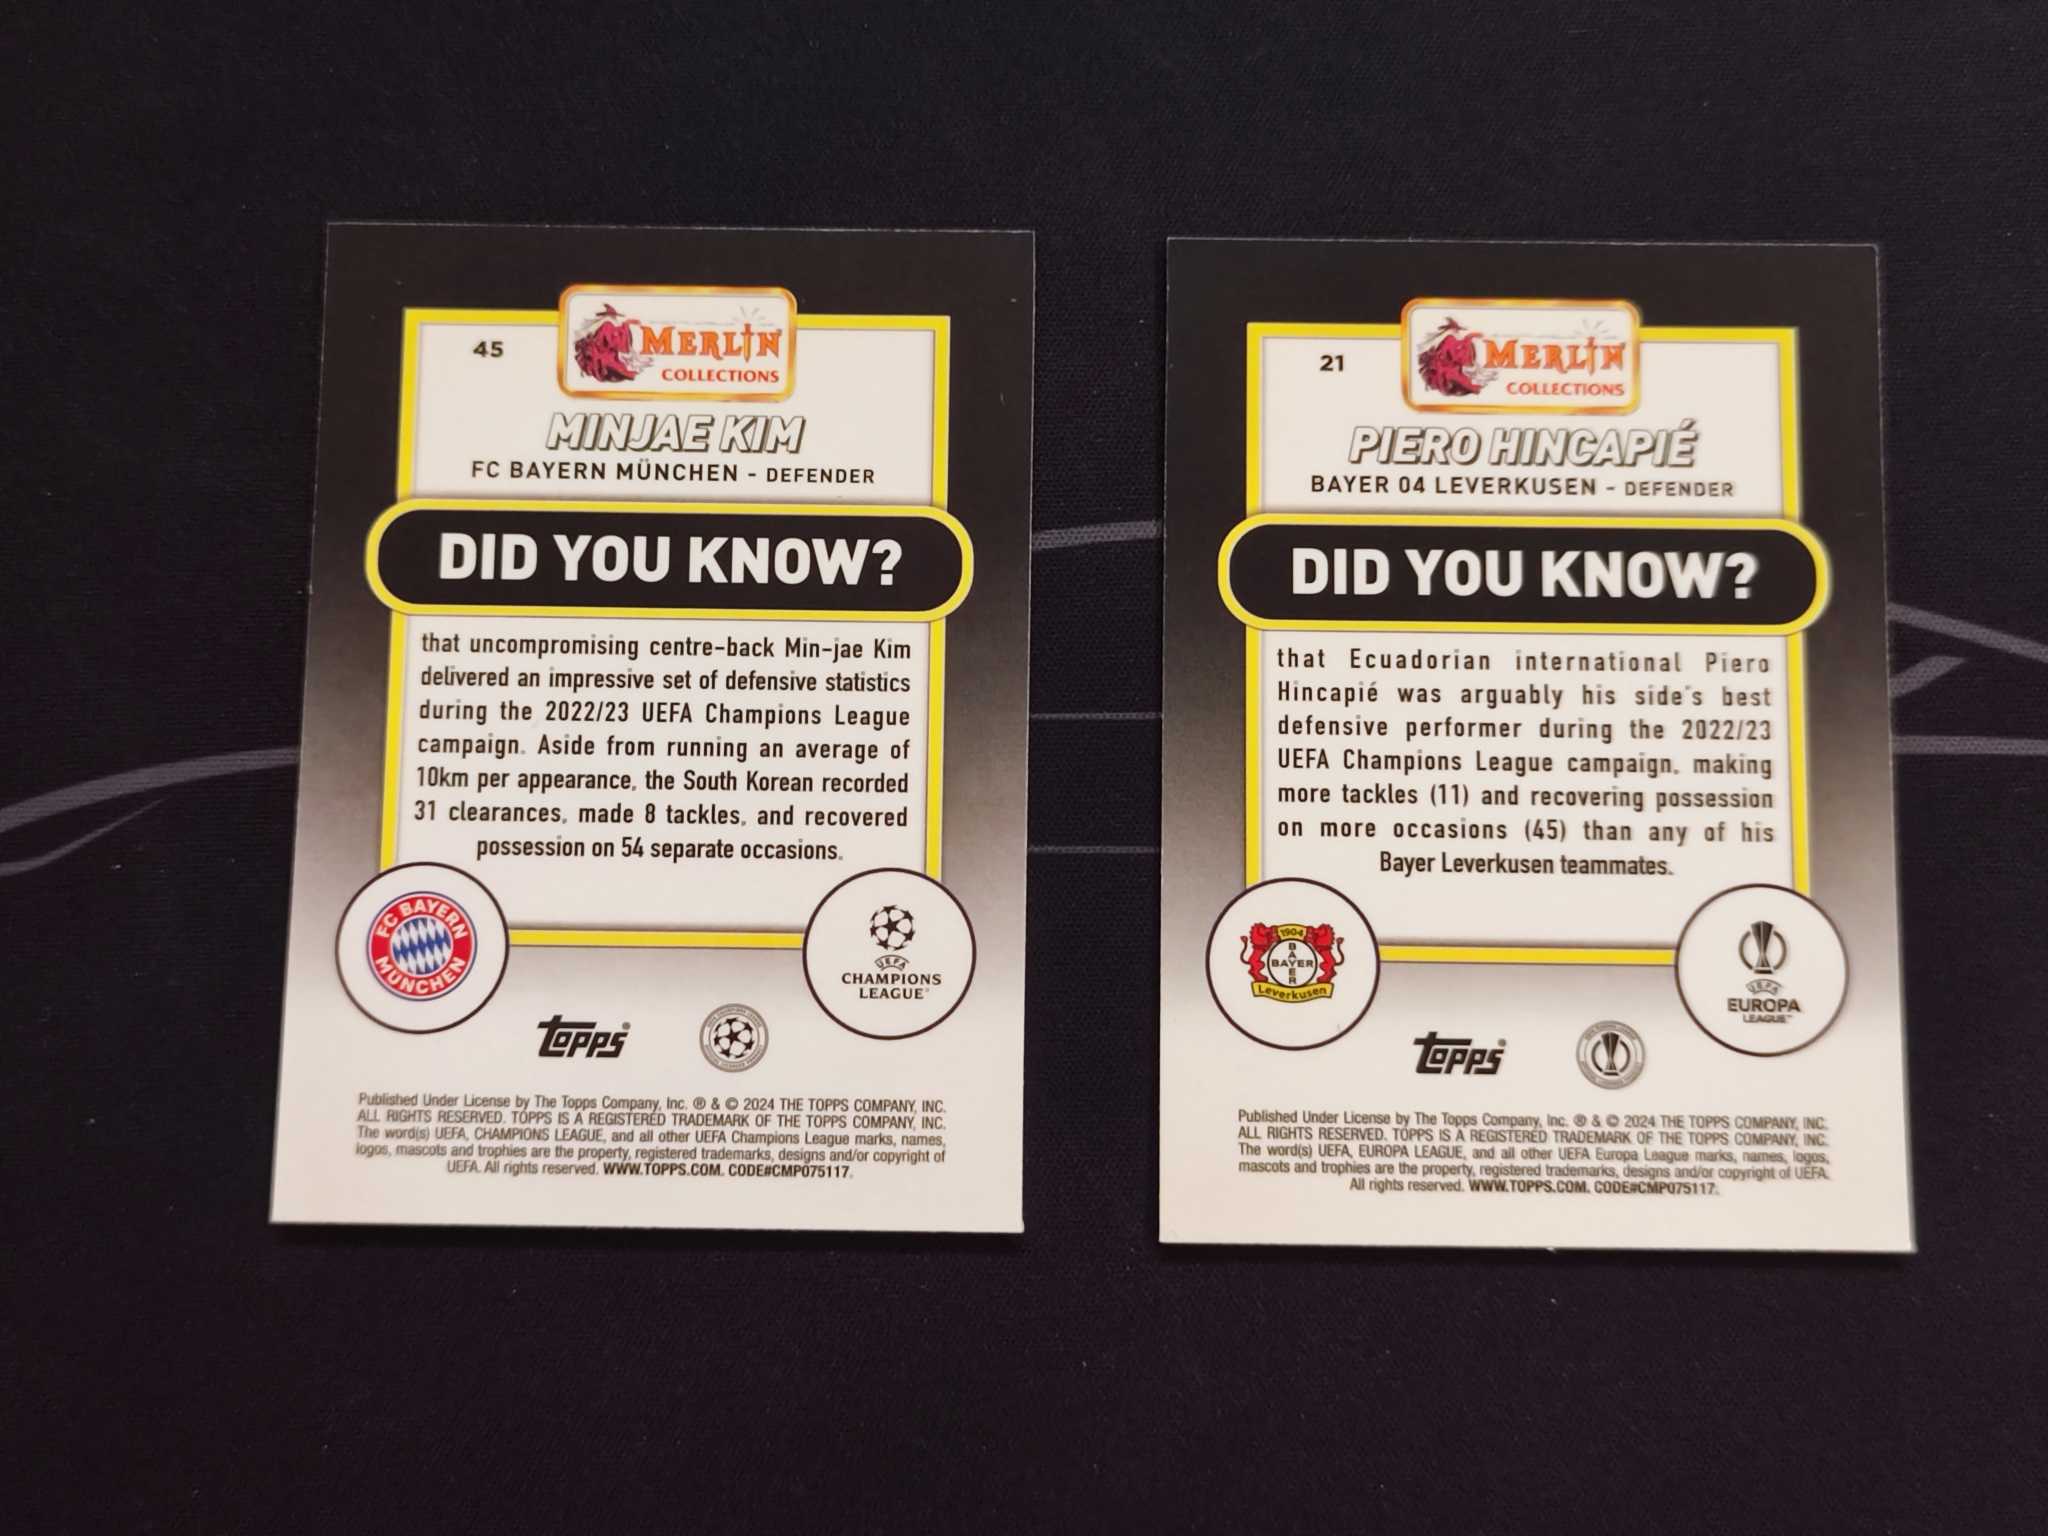 45
MERLIN
COLLECTIONS
MINJAE KIM
FC BAYERN MÜNCHEN - DEFENDER
DID YOU KNOW?
that uncompromising centre-back Min-jae Kim
delivered an impressive set of defensive statistics
during the 2022/23 UEFA Champions League
campaign. Aside from running an average of
10km per appearance, the South Korean recorded
31 clearances, made 8 tackles, and recovered
possession on 54 separate occasions.
FC BAYERN
MÜNCHEN
UEFA
CHAMPIONS
LEAGUE®
topps®
Published Under License by The Topps Company, Inc. ® & © 2024 THE TOPPS COMPANY, INC.
ALL RIGHTS RESERVED. TOPPS IS A REGISTERED TRADEMARK OF THE TOPPS COMPANY, INC.
The word(s) UEFA, CHAMPIONS LEAGUE, and all other UEFA Champions League marks, names,
logos, mascots and trophies are the property, registered trademarks, designs and/or copyright of
UEFA. All rights reserved. WWW.TOPPS.COM. CODE#CMP075117.
21
MERLIN
COLLECTIONS
PIERO HINCAPIÉ
BAYER 04 LEVERKUSEN - DEFENDER
DID YOU KNOW?
that Ecuadorian international Piero
Hincapié was arguably his side's best
defensive performer during the 2022/23
UEFA Champions League campaign, making
more tackles (11) and recovering possession
on more occasions (45) than any of his
Bayer Leverkusen teammates.
1904
BAYER
BAYER
Leverkusen
UEFA
EUROPA
LEAGUE™
topps®
Published Under License by The Topps Company, Inc. ® & © 2024 THE TOPPS COMPANY, INC.
ALL RIGHTS RESERVED. TOPPS IS A REGISTERED TRADEMARK OF THE TOPPS COMPANY, INC.
The word(s) UEFA, EUROPA LEAGUE, and all other UEFA Europa League marks, names, logos,
mascots and trophies are the property, registered trademarks, designs and/or copyright of UEFA.
All rights reserved. WWW.TOPPS.COM. CODE#CMP075117.